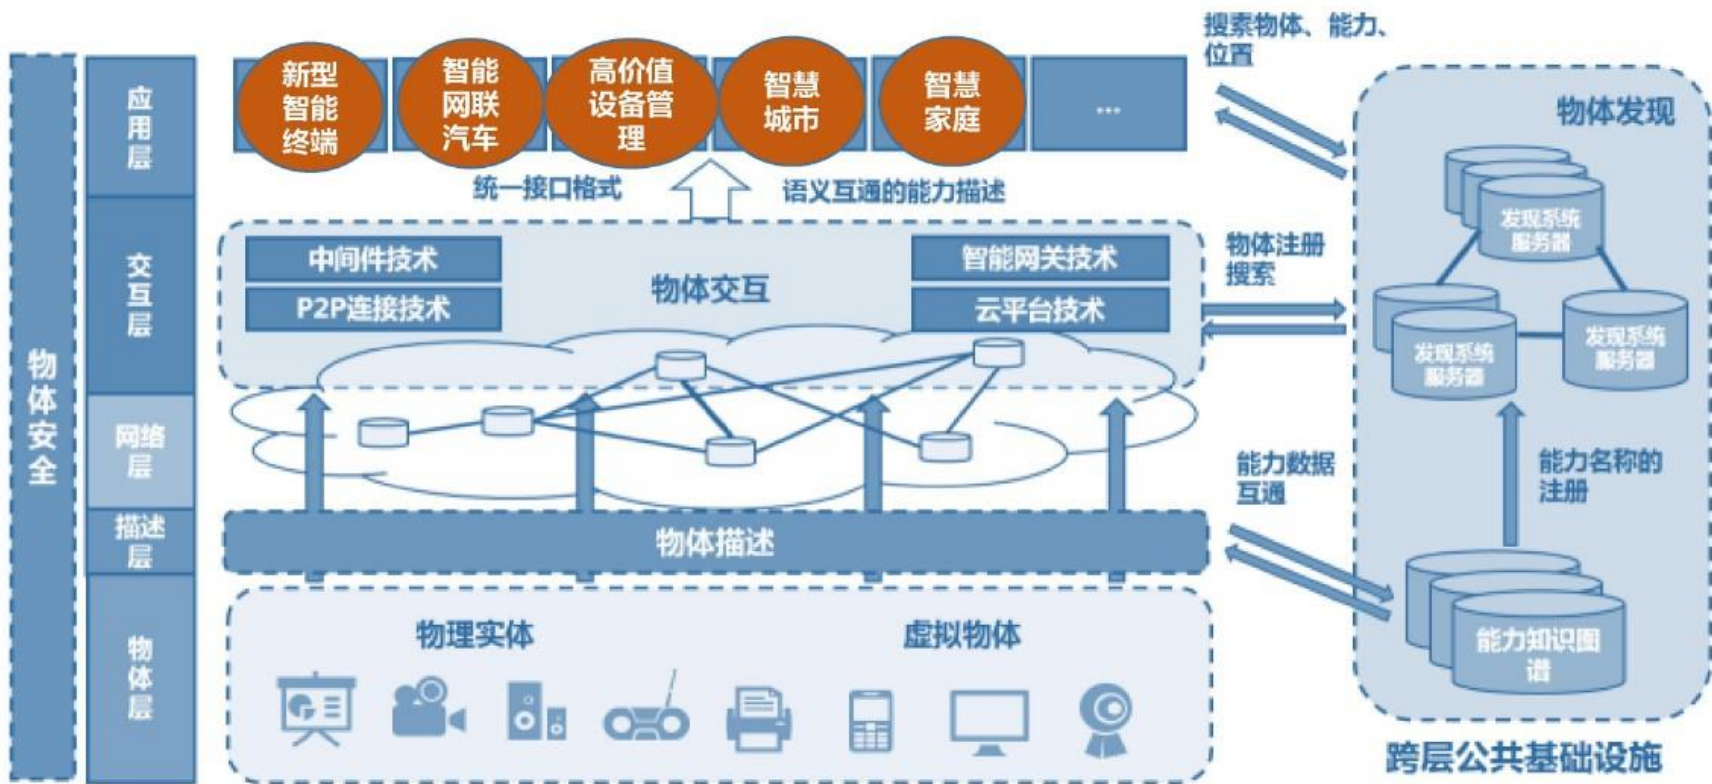 物
体
安
全
应
用
层
交
互
层
网络
层
描述
层
物
体
层
新型
智能
终端
智能
网联
汽车
高价值
设备管
理
智慧
城市
智慧
家庭
...
统一接口格式
语义互通的能力描述
中间件技术
P2P连接技术
物体交互
智能网关技术
云平台技术
物体描述
物理实体
虚拟物体
搜素物体、能力、
位置
物体注册
搜索
能力数据
互通
物体发现
发现系统
服务器
发现系统
服务器
发现系统
服务器
能力名称的
注册
能力知识图
谱
跨层公共基础设施